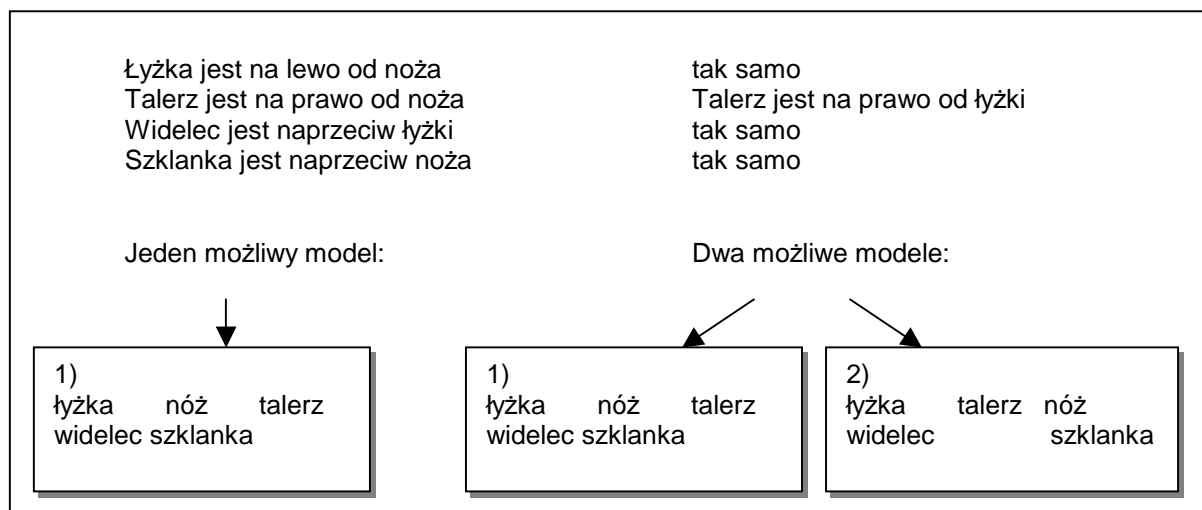 Łyżka jest na lewo od noża tak samo
Talerz jest na prawo od noża Talerz jest na prawo od łyżki
Widelec jest naprzeciw łyżki tak samo
Szklanka jest naprzeciw noża tak samo
Jeden możliwy model: Dwa możliwe modele:
1)
łyżka nóż talerz
widelec szklanka
1)
łyżka nóż talerz
widelec szklanka
2)
łyżka talerz nóż
widelec szklanka